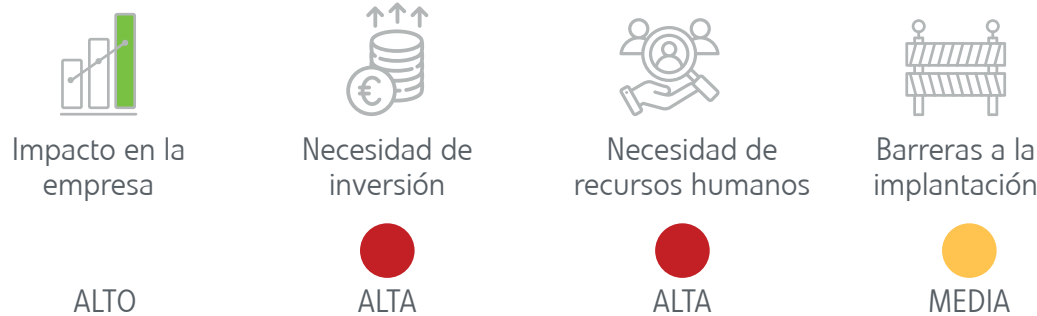 €
Impacto en la
empresa
ALTO
Necesidad de
inversión
ALTA
Necesidad de
recursos humanos
ALTA
Barreras a la
implantación
MEDIA